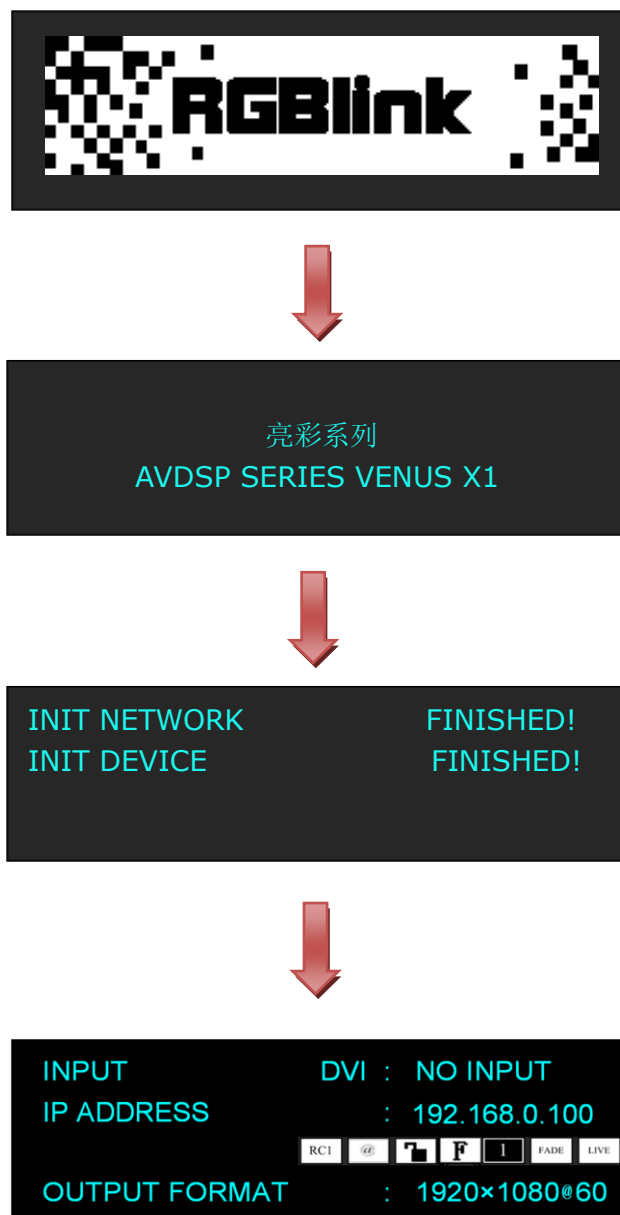 RGBlink
亮彩系列
AVDSP SERIES VENUS X1
INIT NETWORK FINISHED!
INIT DEVICE FINISHED!
INPUT DVI : NO INPUT
IP ADDRESS : 192.168.0.100
RC1 @ F 1 FADE LIVE
OUTPUT FORMAT : 1920×1080@60